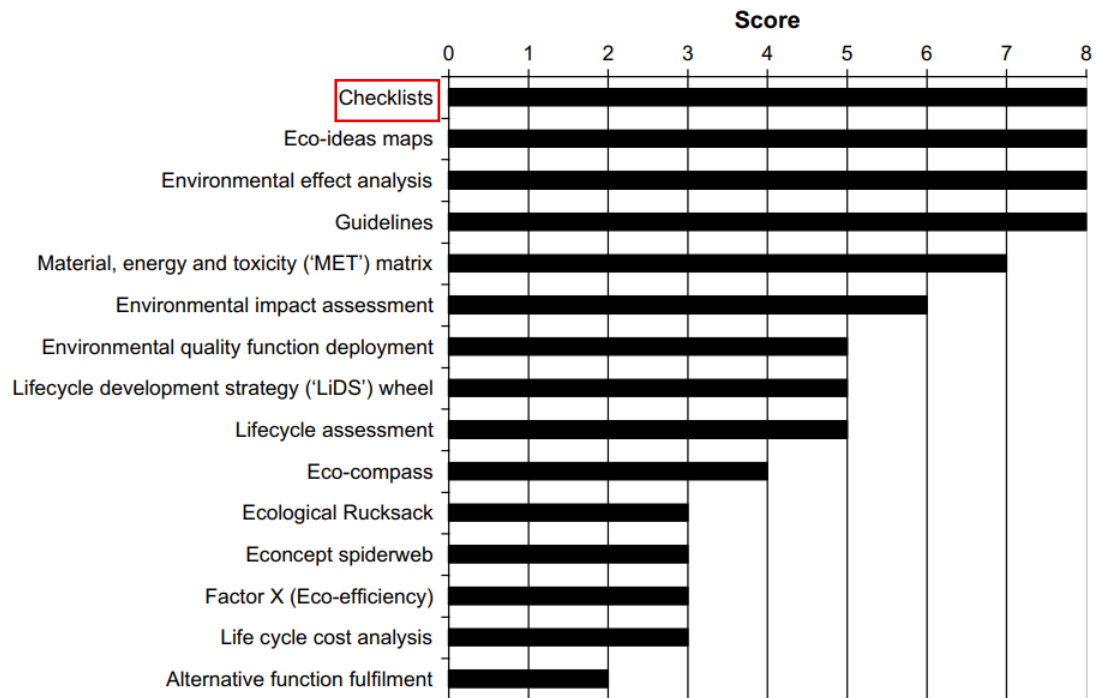 Score
0 1 2 3 4 5 6 7 8
Checklists
Eco-ideas maps
Environmental effect analysis
Guidelines
Material, energy and toxicity (‘MET’) matrix
Environmental impact assessment
Environmental quality function deployment
Lifecycle development strategy (‘LiDS’) wheel
Lifecycle assessment
Eco-compass
Ecological Rucksack
Econcept spiderweb
Factor X (Eco-efficiency)
Life cycle cost analysis
Alternative function fulfilment